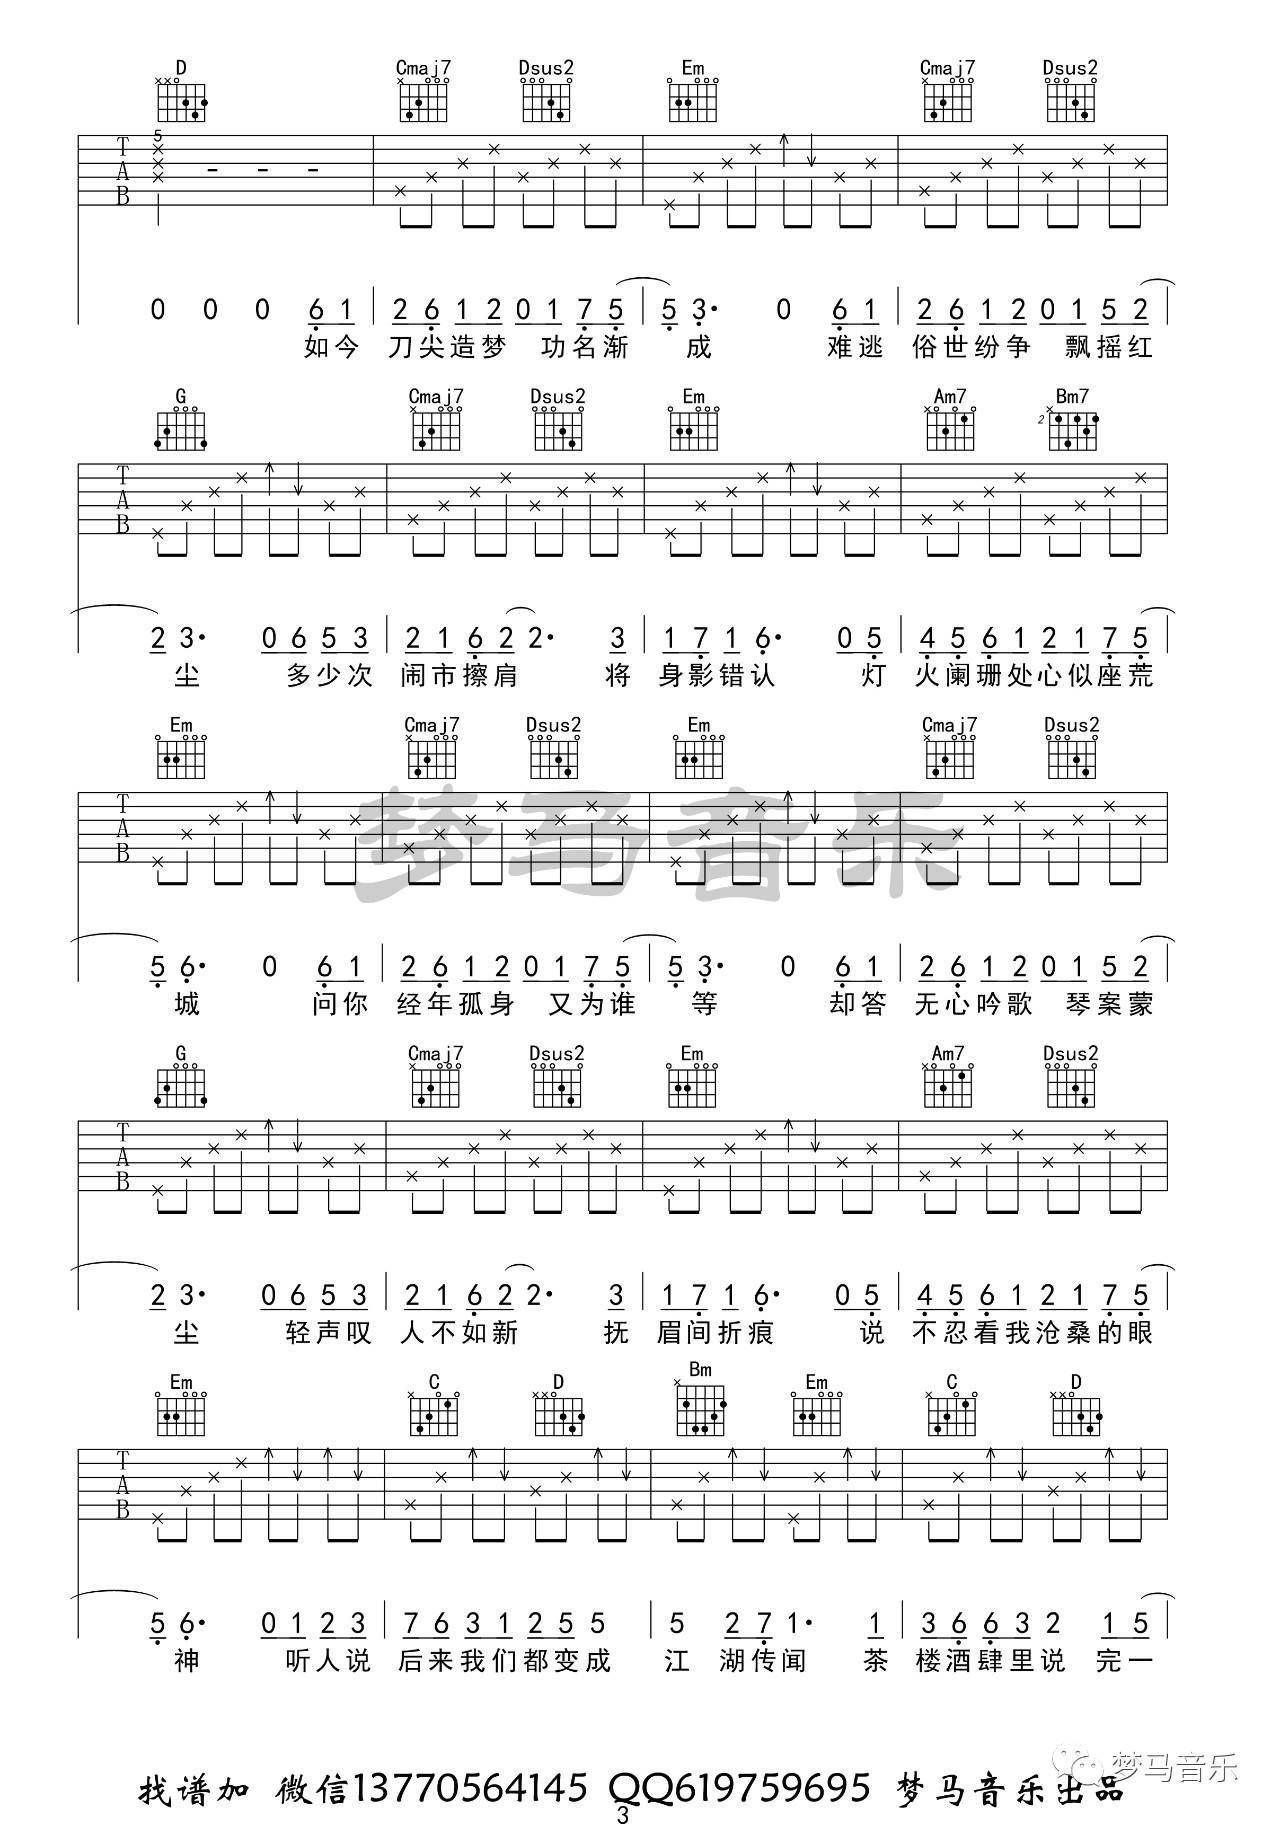 D Cmaj7 Dsus2 Em Cmaj7 Dsus2
5
T
A
B
0 0 0 6 1 2 6 1 2 0 1 7 5 5 3· 0 6 1 2 6 1 2 0 1 5 2
如今 刀尖造梦 功名渐 成 难逃 俗世纷争 飘摇红
G Cmaj7 Dsus2 Em Am7 Bm7
2
T
A
B
2 3· 0 6 5 3 2 1 6 2 2· 3 1 7 1 6· 0 5 4 5 6 1 2 1 7 5
尘 多少次 闹市擦肩 将 身影错认 灯 火阑珊处心似座荒
Em Cmaj7 Dsus2 Em Cmaj7 Dsus2
T
A
B
梦马音乐
5 6· 0 6 1 2 6 1 2 0 1 7 5 5 3· 0 6 1 2 6 1 2 0 1 5 2
城 问你 经年孤身 又为谁 等 却答 无心吟歌 琴案蒙
G Cmaj7 Dsus2 Em Am7 Dsus2
T
A
B
2 3· 0 6 5 3 2 1 6 2 2· 3 1 7 1 6· 0 5 4 5 6 1 2 1 7 5
尘 轻声叹 人不如新 抚 眉间折痕 说 不忍看我沧桑的眼
Em C D Bm Em C D
T
A
B
5 6· 0 1 2 3 7 6 3 1 2 5 5 5 2 7 1· 1 3 6 6 3 2 1 5
神 听人说 后来我们都变成 江 湖传闻 茶 楼酒肆里说 完一
梦马音乐
找谱加 微信13770564145 QQ619759695 梦马音乐出品
3